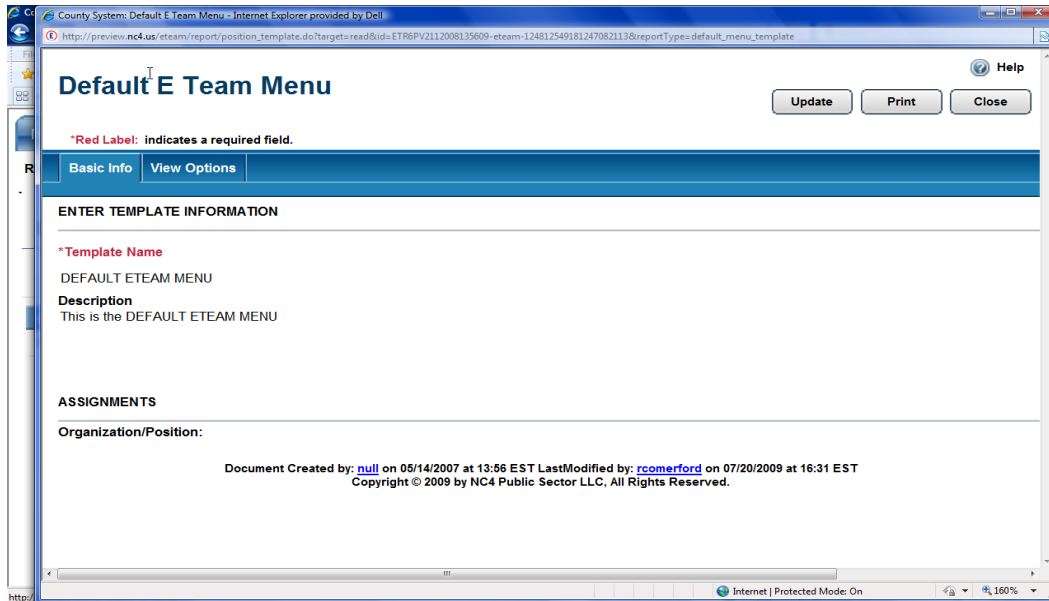 County System: Default E Team Menu - Internet Explorer provided by Dell
http://preview.nc4.us/eteam/report/position_template.do?target=read&id=ETR6PV2112008135609-eteam-124812549181247082113&reportType=default_menu_template
Help
Default E Team Menu
Update Print Close
*Red Label: indicates a required field.
Basic Info View Options
ENTER TEMPLATE INFORMATION
*Template Name
DEFAULT ETEAM MENU
Description
This is the DEFAULT ETEAM MENU
ASSIGNMENTS
Organization/Position:
Document Created by: null on 05/14/2007 at 13:56 EST LastModified by: rcomerford on 07/20/2009 at 16:31 EST
Copyright © 2009 by NC4 Public Sector LLC, All Rights Reserved.
Internet | Protected Mode: On
160%
http:/